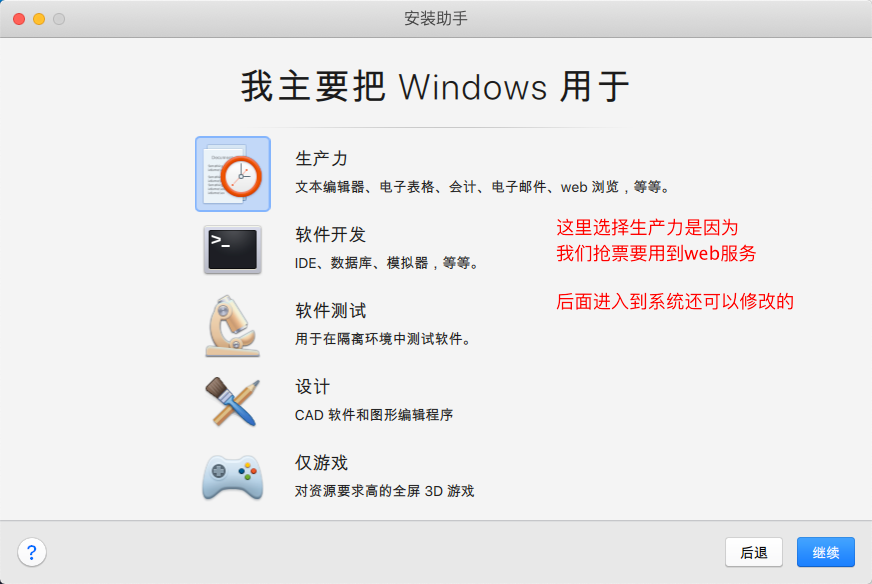 安装助手
我主要把 Windows 用于
生产力
文本编辑器、电子表格、会计、电子邮件、web 浏览，等等。
这里选择生产力是因为
我们抢票要用到web服务
软件开发
IDE、数据库、模拟器，等等。
后面进入到系统还可以修改的
软件测试
用于在隔离环境中测试软件。
设计
CAD 软件和图形编辑程序
仅游戏
对资源要求高的全屏 3D 游戏
?
后退
继续